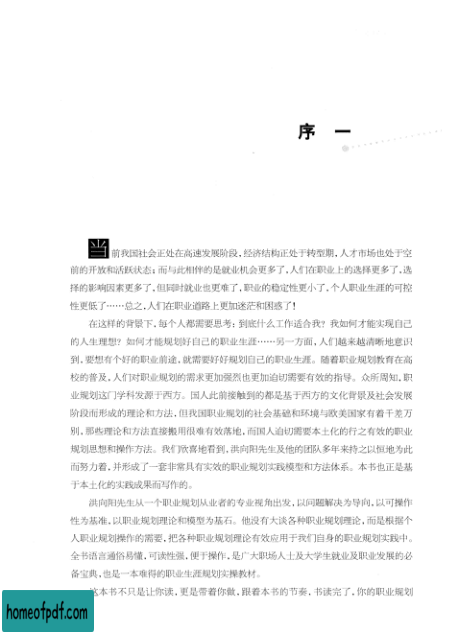 序 一
当前我国社会正处在高速发展阶段，经济结构正处于转型期，人才市场也处于空
前的开放和活跃状态；而与此相伴的是就业机会更多了，人们在职业上的选择更多了，选
择的影响因素更多了，但同时就业也更难了，职业的稳定性更小了，个人职业生涯的可控
性更低了……总之，人们在职业道路上更加迷茫和困惑了！
在这样的背景下，每个人都需要思考：到底什么工作适合我？我如何才能实现自己
的人生理想？如何才能规划好自己的职业生涯……另一方面，人们越来越清晰地意识
到，要想有个好的职业前途，就需要好好规划自己的职业生涯。随着职业规划教育在高
校的普及，人们对职业规划的需求更加强烈也更加迫切需要有效的指导。众所周知，职
业规划这门学科发源于西方。国人此前接触到的都是基于西方的文化背景及社会发展
阶段而形成的理论和方法，但我国职业规划的社会基础和环境与欧美国家有着千差万
别，那些理论和方法直接搬用很难有效落地，而国人迫切需要本土化的行之有效的职业
规划思想和操作方法。我们欣喜地看到，洪向阳先生及他的团队多年来持之以恒地为此
而努力着，并形成了一套非常具有实效的职业规划实践模型和方法体系。本书也正是基
于本土化的实践成果而写作的。
洪向阳先生从一个职业规划从业者的专业视角出发，以问题解决为导向，以可操作
性为基准，以职业规划理论和模型为基石。他没有大谈各种职业规划理论，而是根据个
人职业规划操作的需要，把各种职业规划理论有效应用于我们自身的职业规划实践中。
全书语言通俗易懂，可读性强，便于操作，是广大职场人士及大学生就业及职业发展的必
备宝典，也是一本难得的职业生涯规划实操教材。
这本书不只是让你读，更是带着你做，跟着本书的节奏，书读完了，你的职业规划
homeofpdf.com